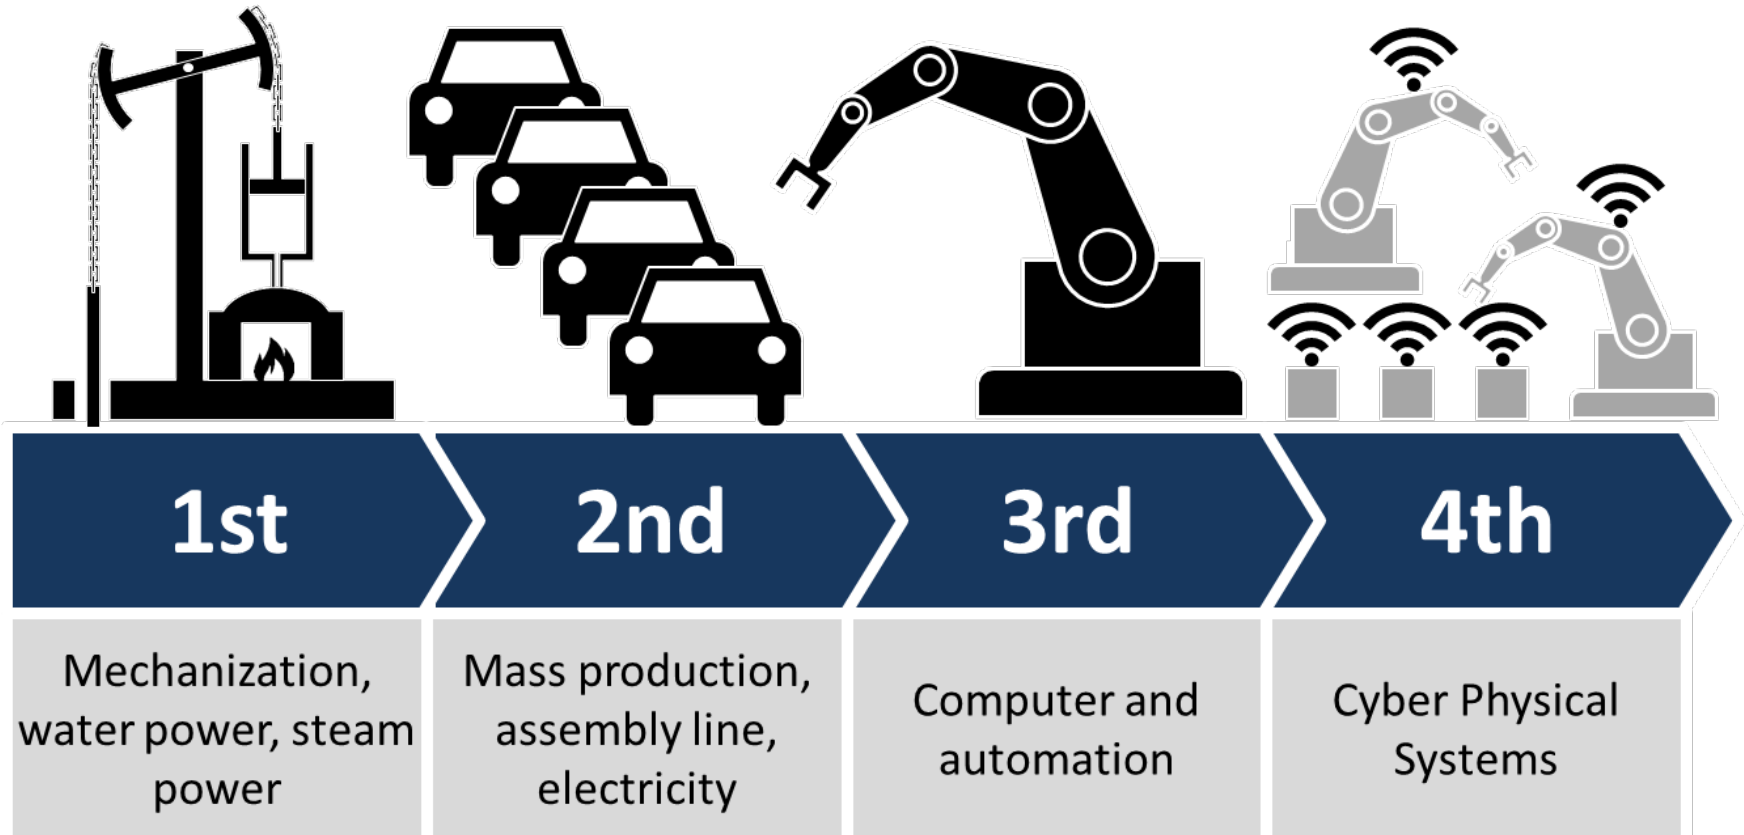 1st
2nd
3rd
4th
Mechanization,
water power, steam
power
Mass production,
assembly line,
electricity
Computer and
automation
Cyber Physical
Systems